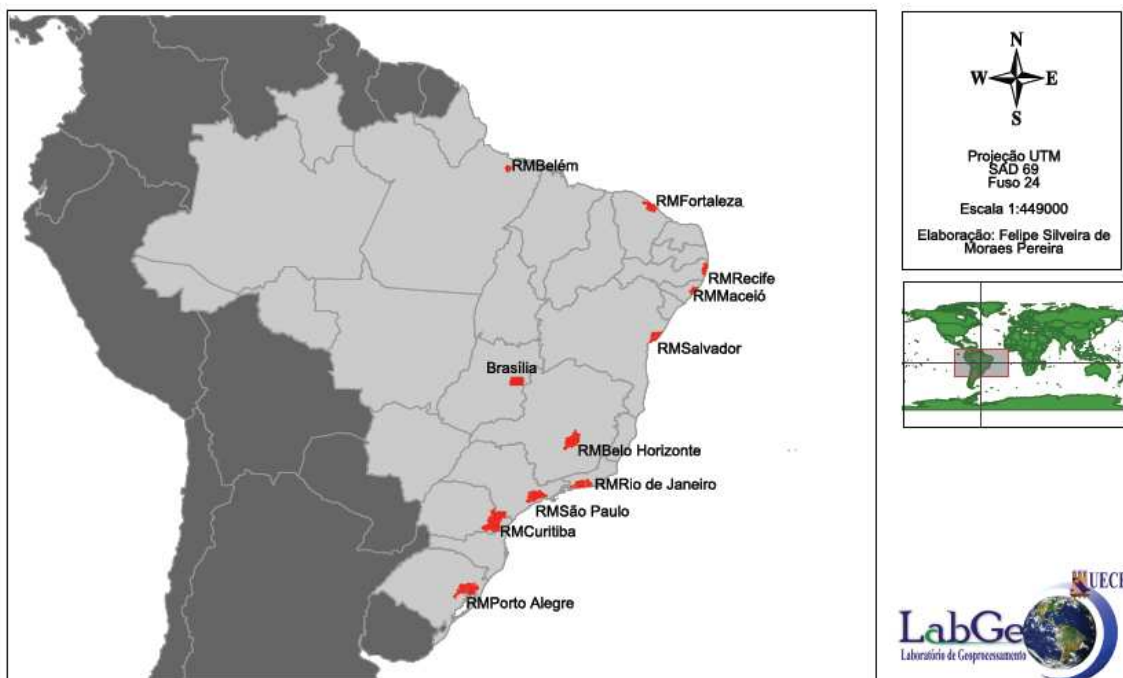 RMBelém
RMFortaleza
RMRecife
RMMaceió
RMSalvador
Brasília
RMBelo Horizonte
RMRio de Janeiro
RMSão Paulo
RMCuritiba
RMPorto Alegre
N
W E
S
Projeção UTM
SAD 69
Fuso 24
Escala 1:449000
Elaboração: Felipe Silveira de
Moraes Pereira
UECE
LabGe
Laboratório de Geoprocessamento